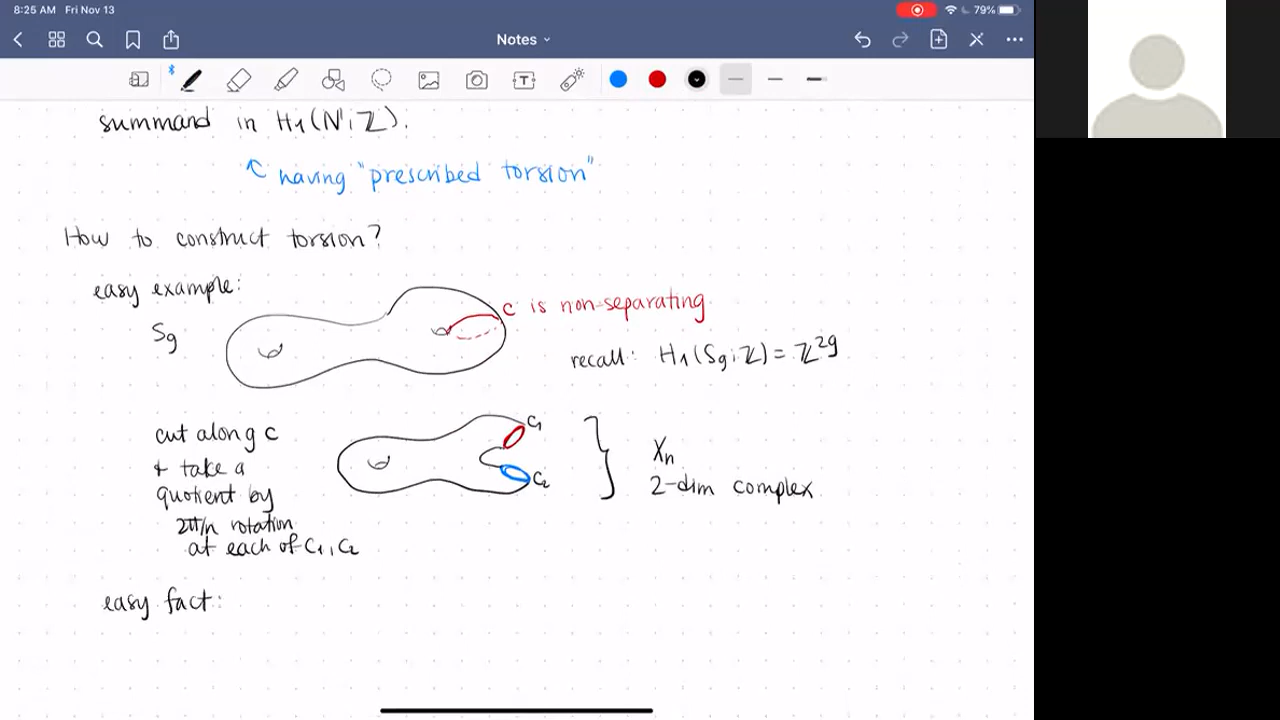 8:25 AM Fri Nov 13
79%
Notes
summand in H₁(N; ℤ).
having "prescribed torsion"
How to construct torsion?
easy example:
c is non-separating
Sg
recall: H₁(Sg; ℤ) = ℤ²ᵍ
cut along c
+ take a
quotient by
2π/n rotation
at each of C₁, C₂
C₁
C₂
Xn
2-dim complex
easy fact: